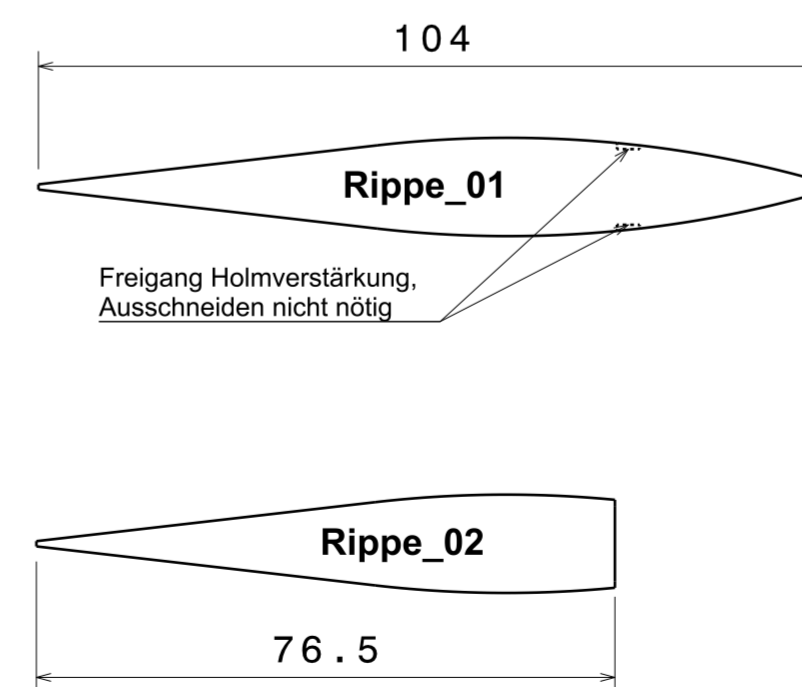 104
Rippe_01
Freigang Holmverstärkung,
Ausschneiden nicht nötig
Rippe_02
76.5